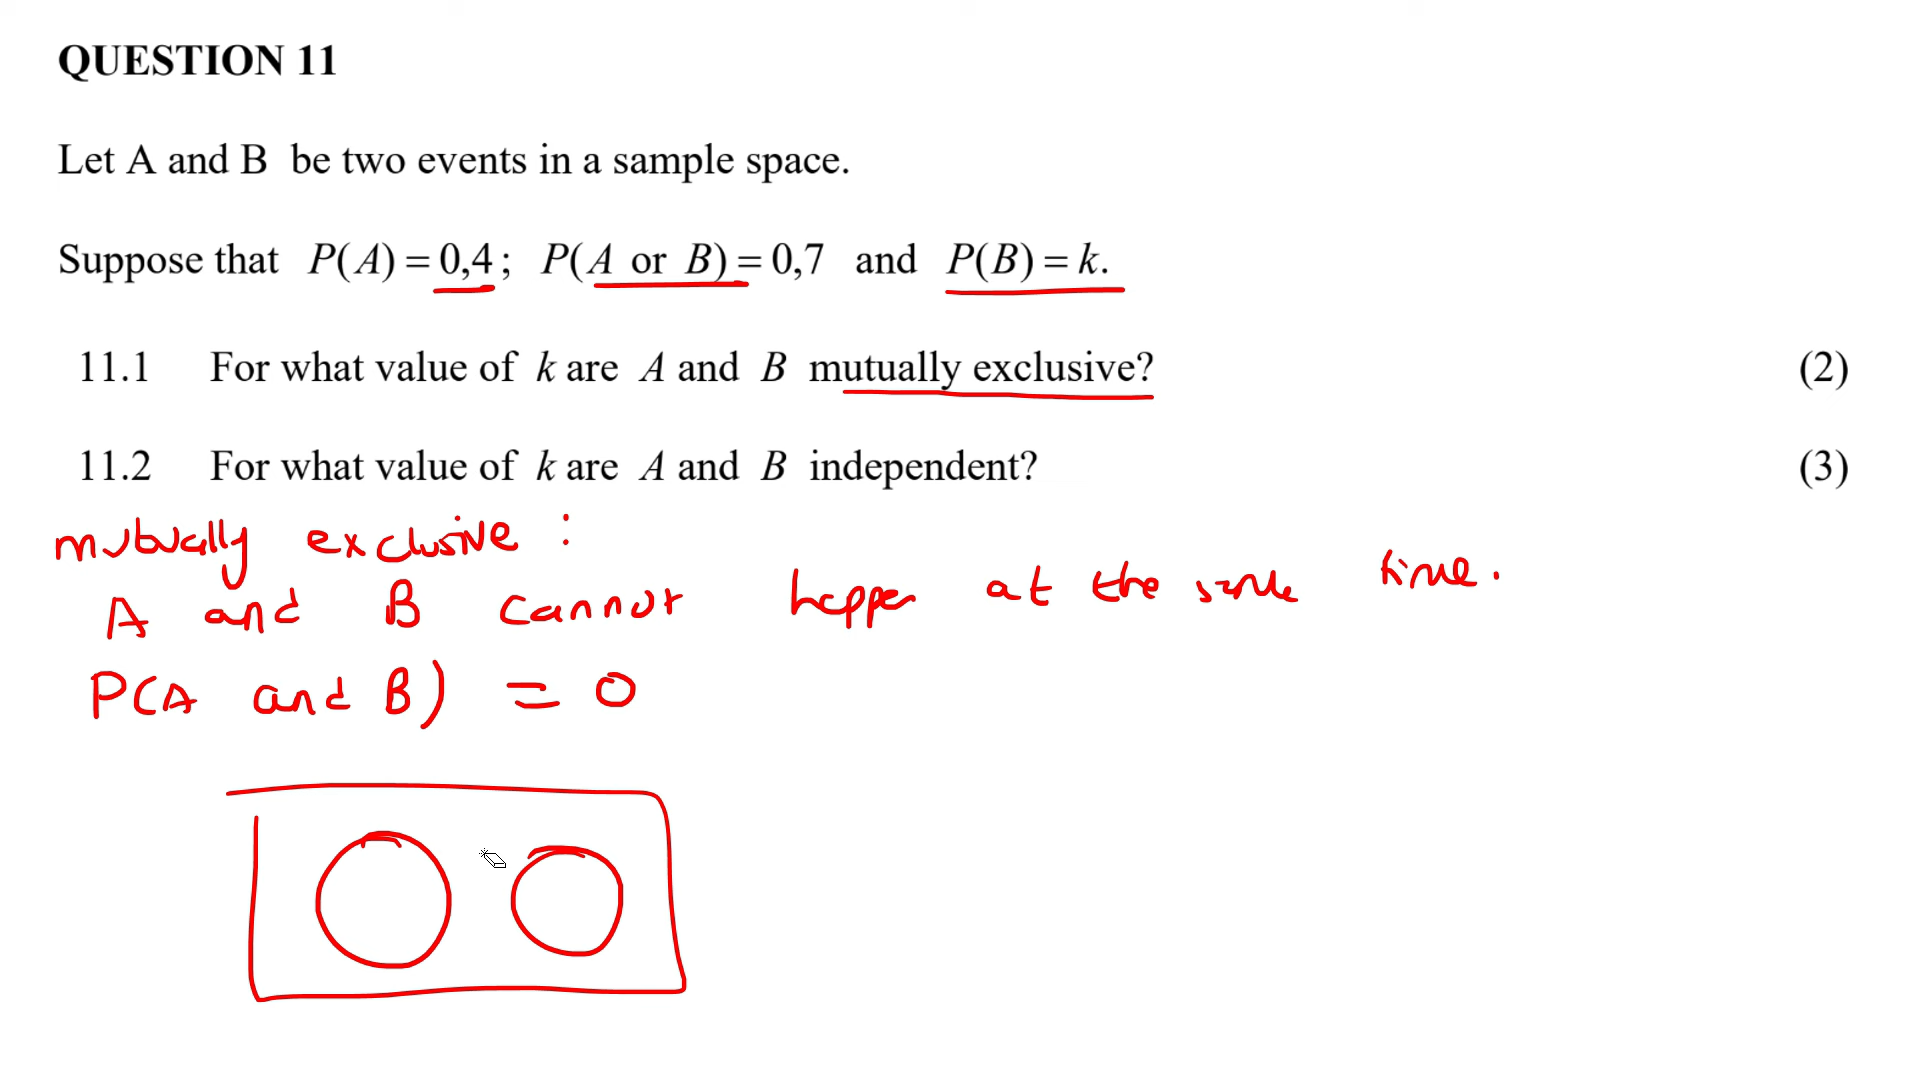 QUESTION 11
Let A and B be two events in a sample space.
Suppose that P(A) = 0,4; P(A or B) = 0,7 and P(B) = k.
11.1 For what value of k are A and B mutually exclusive? (2)
11.2 For what value of k are A and B independent? (3)
mutually exclusive :
A and B cannot happen at the same time.
P(A and B) = 0